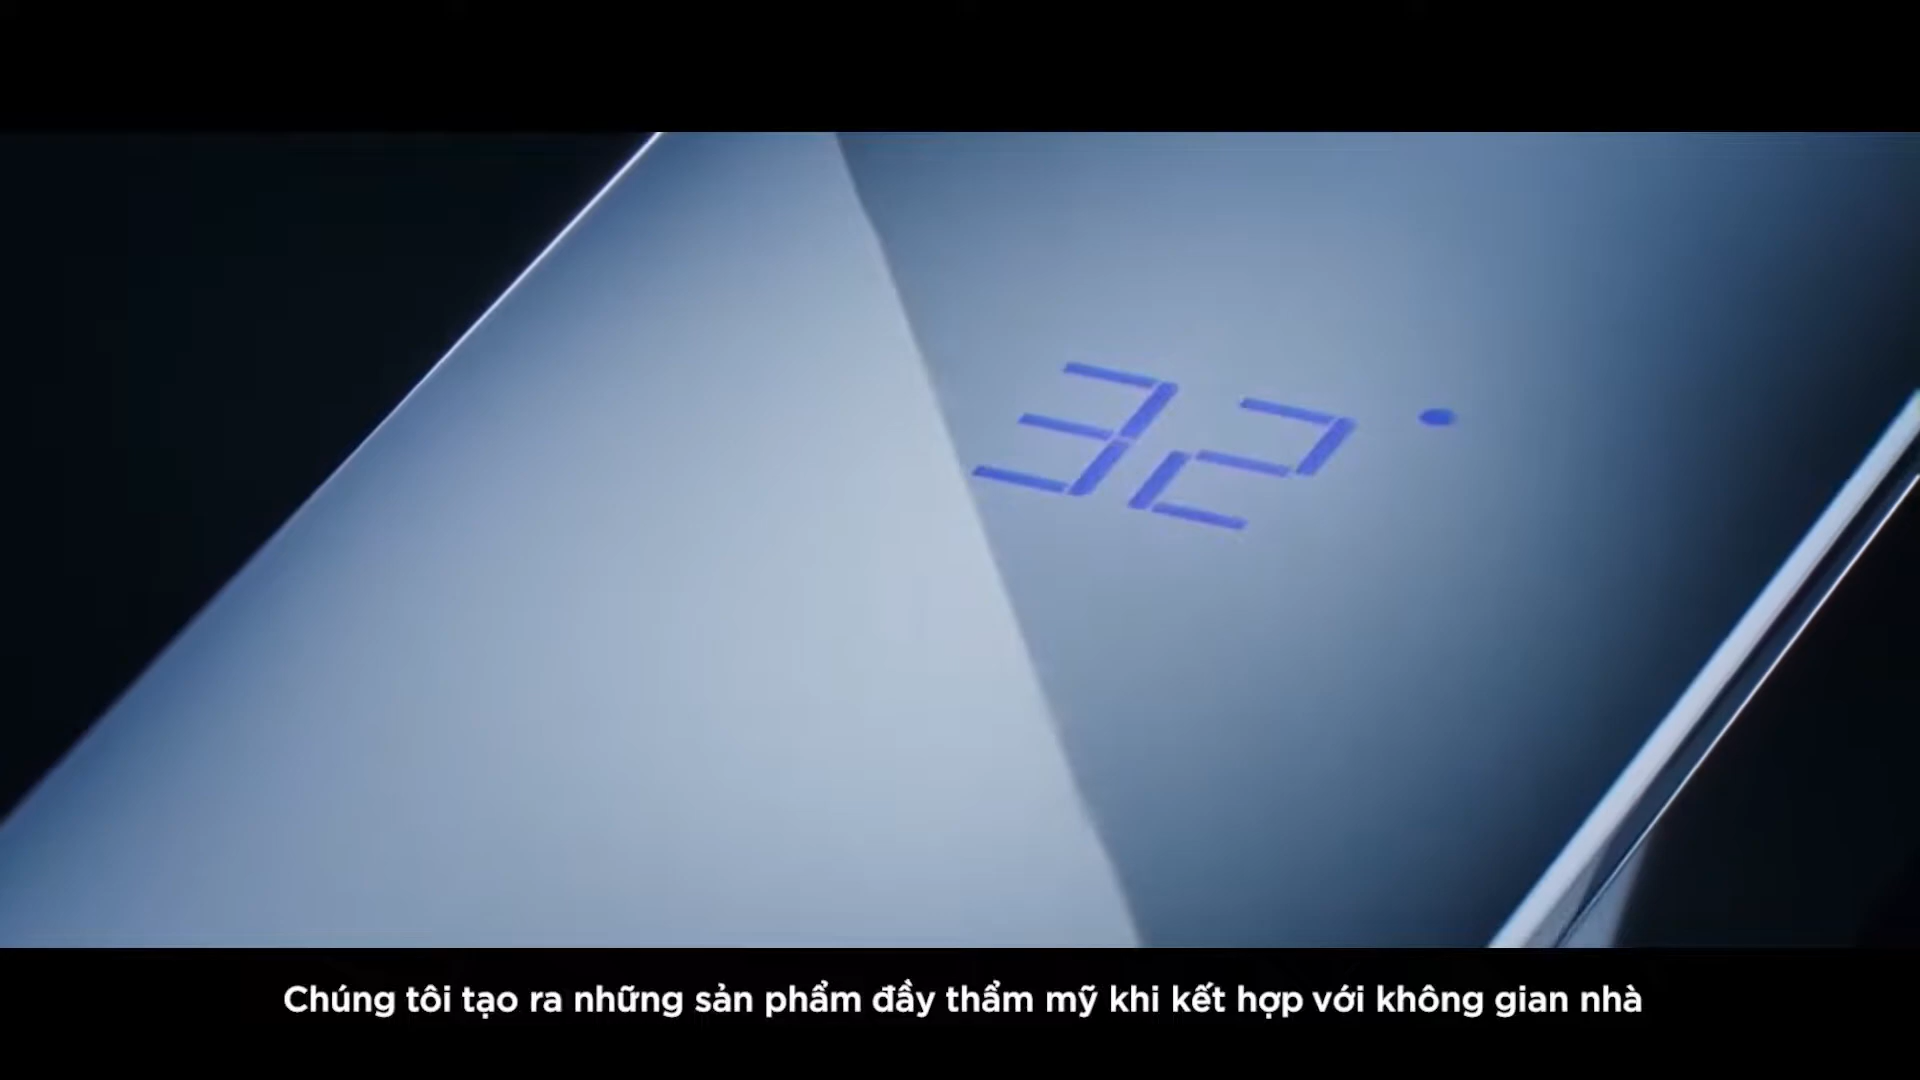 32°
Chúng tôi tạo ra những sản phẩm đầy thẩm mỹ khi kết hợp với không gian nhà